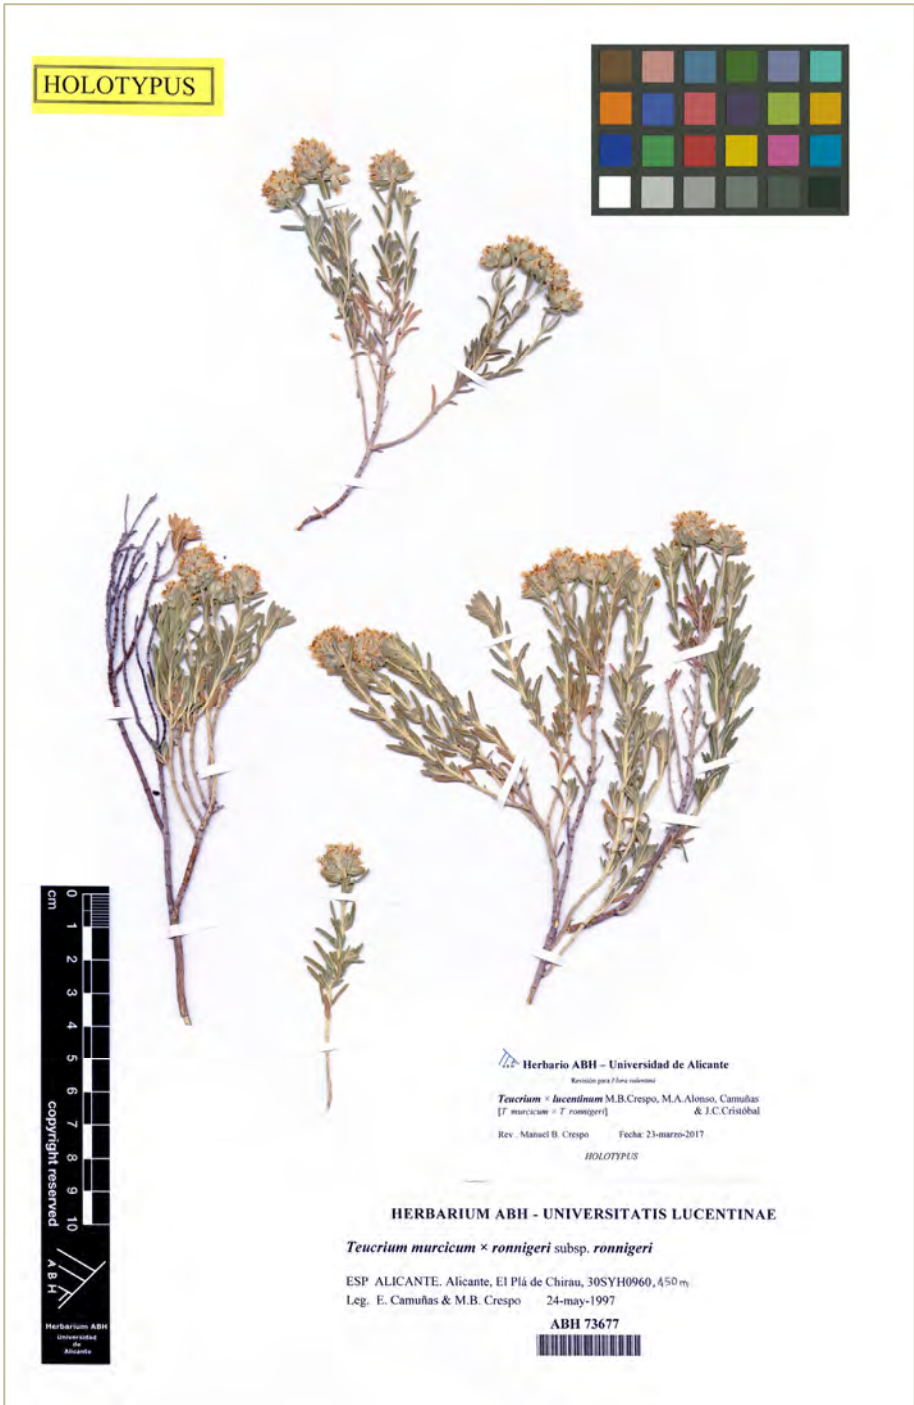 HOLOTYPUS
cm
0
1
2
3
4
5
6
7
8
9
10
copyright reserved
ABH
Herbarium ABH
Universidad
de
Alicante
Herbario ABH – Universidad de Alicante
Revisión para Flora valentina
Teucrium × lucentinum M.B.Crespo, M.A.Alonso, Camuñas
[T murcicum × T ronnigeri] & J.C.Cristóbal
Rev. Manuel B. Crespo Fecha: 23-marzo-2017
HOLOTYPUS
HERBARIUM ABH - UNIVERSITATIS LUCENTINAE
Teucrium murcicum × ronnigeri subsp. ronnigeri
ESP ALICANTE. Alicante, El Plá de Chirau, 30SYH0960, 450 m
Leg. E. Camuñas & M.B. Crespo 24-may-1997
ABH 73677